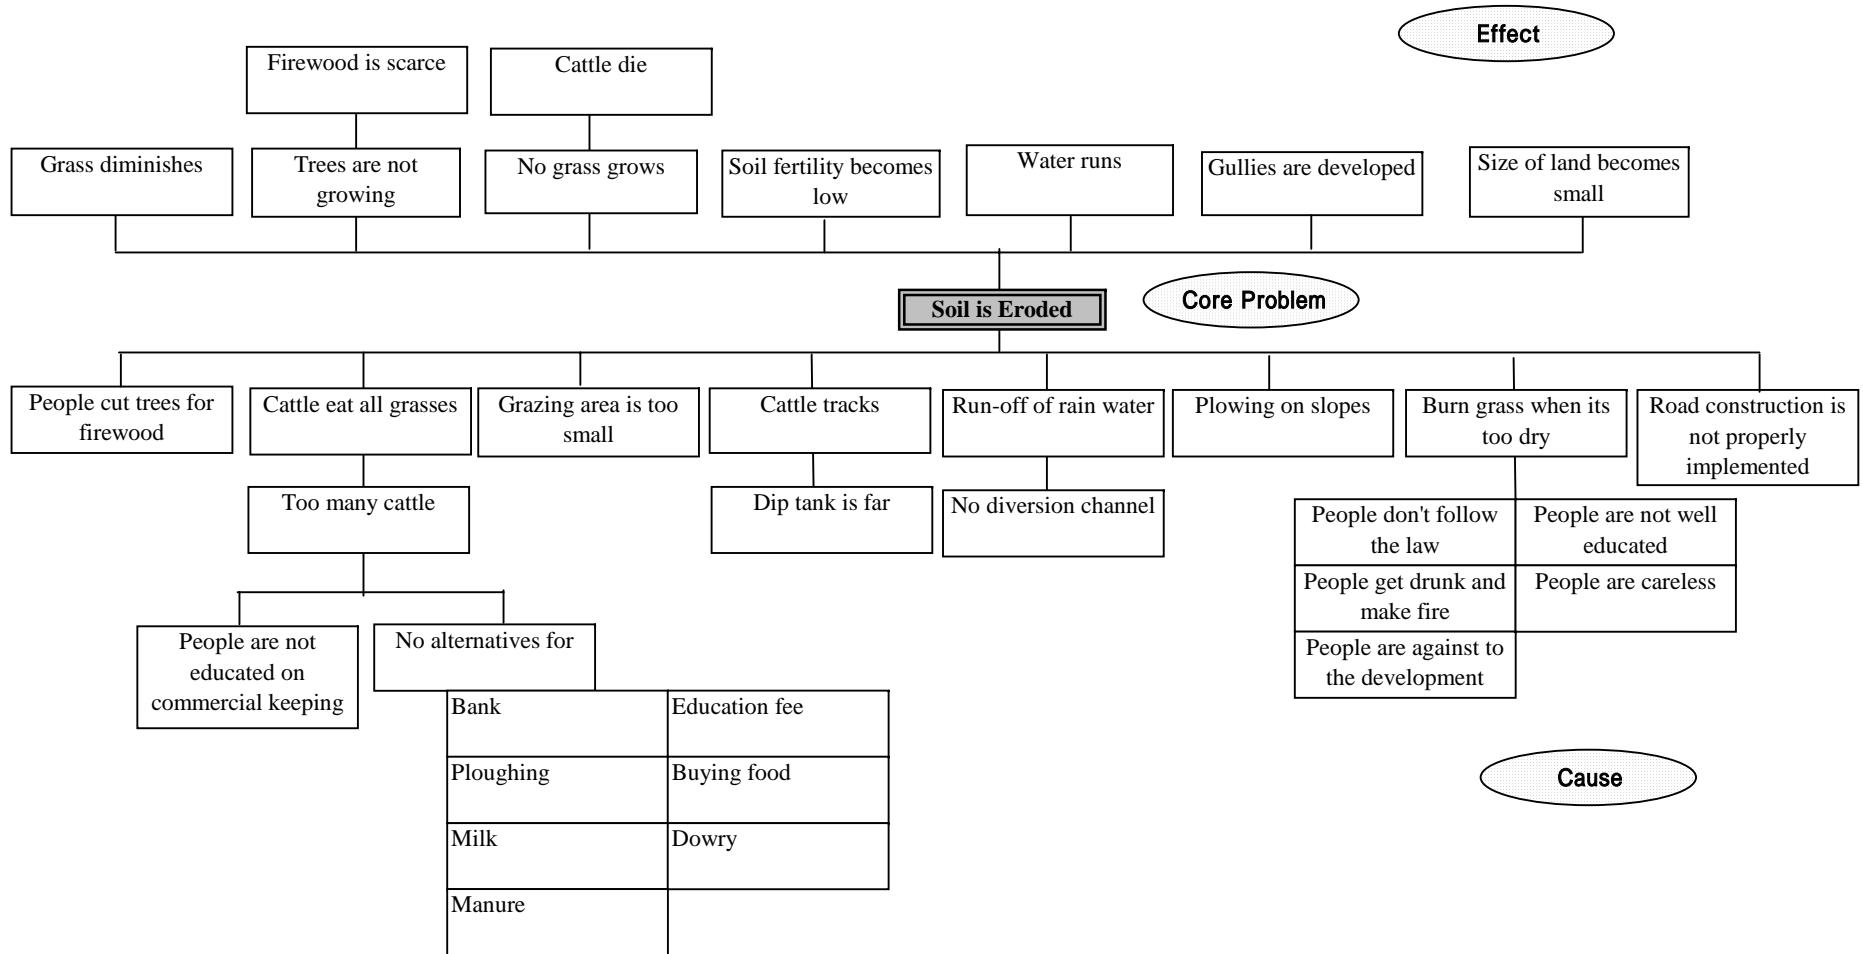 Effect
Firewood is scarce
Cattle die
Grass diminishes
Trees are not
growing
No grass grows
Soil fertility becomes
low
Water runs
Gullies are developed
Size of land becomes
small
Soil is Eroded
Core Problem
People cut trees for
firewood
Cattle eat all grasses
Grazing area is too
small
Cattle tracks
Run-off of rain water
Plowing on slopes
Burn grass when its
too dry
Road construction is
not properly
implemented
Too many cattle
Dip tank is far
No diversion channel
People don't follow
the law
People are not well
educated
People get drunk and
make fire
People are careless
People are against to
the development
People are not
educated on
commercial keeping
No alternatives for
Bank
Education fee
Ploughing
Buying food
Milk
Dowry
Manure
Cause